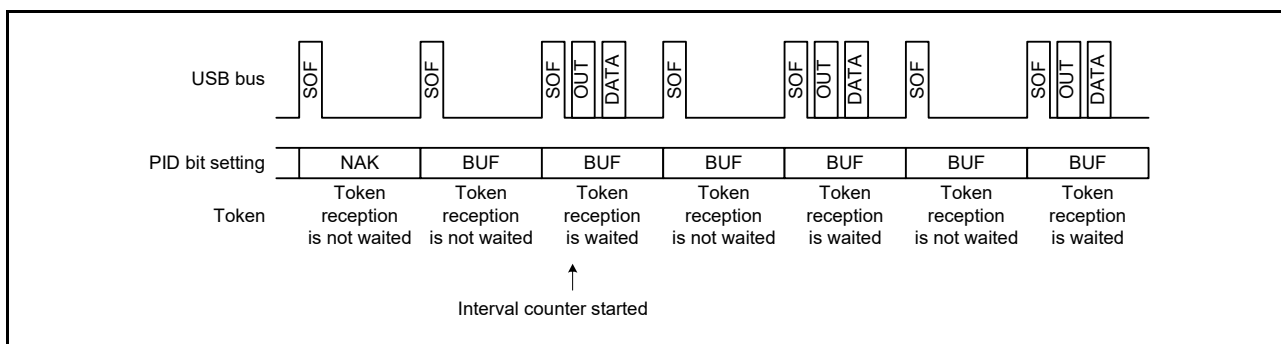 USB bus
SOF
SOF
SOF
OUT
DATA
SOF
SOF
OUT
DATA
SOF
SOF
OUT
DATA
PID bit setting
NAK
BUF
BUF
BUF
BUF
BUF
BUF
Token
Token
reception
is not waited
Token
reception
is not waited
Token
reception
is waited
Token
reception
is not waited
Token
reception
is waited
Token
reception
is not waited
Token
reception
is waited
Interval counter started